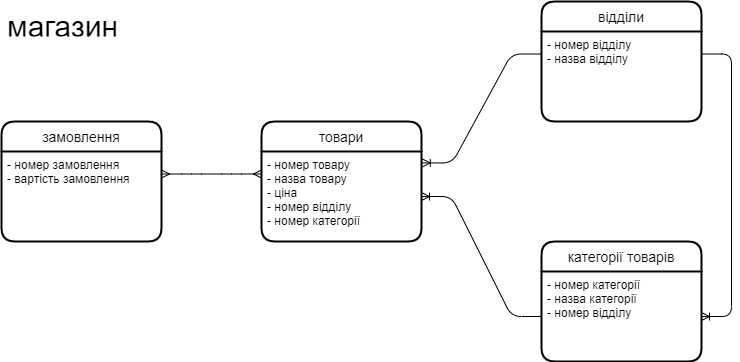 магазин
замовлення
- номер замовлення
- вартість замовлення
товари
- номер товару
- назва товару
- ціна
- номер відділу
- номер категорії
відділи
- номер відділу
- назва відділу
категорії товарів
- номер категорії
- назва категорії
- номер відділу